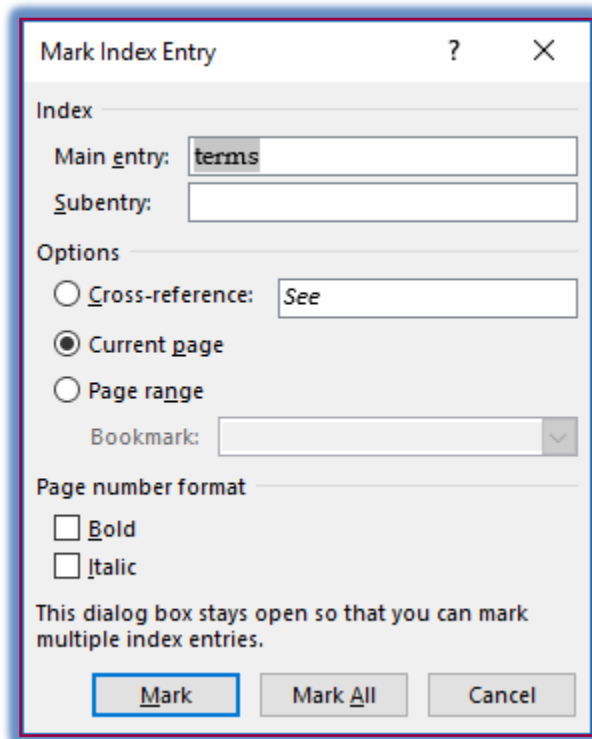 Mark Index Entry ? ✕
Index
Main entry: terms
Subentry:
Options
Cross-reference: See
Current page
Page range
Bookmark:
Page number format
Bold
Italic
This dialog box stays open so that you can mark
multiple index entries.
Mark Mark All Cancel